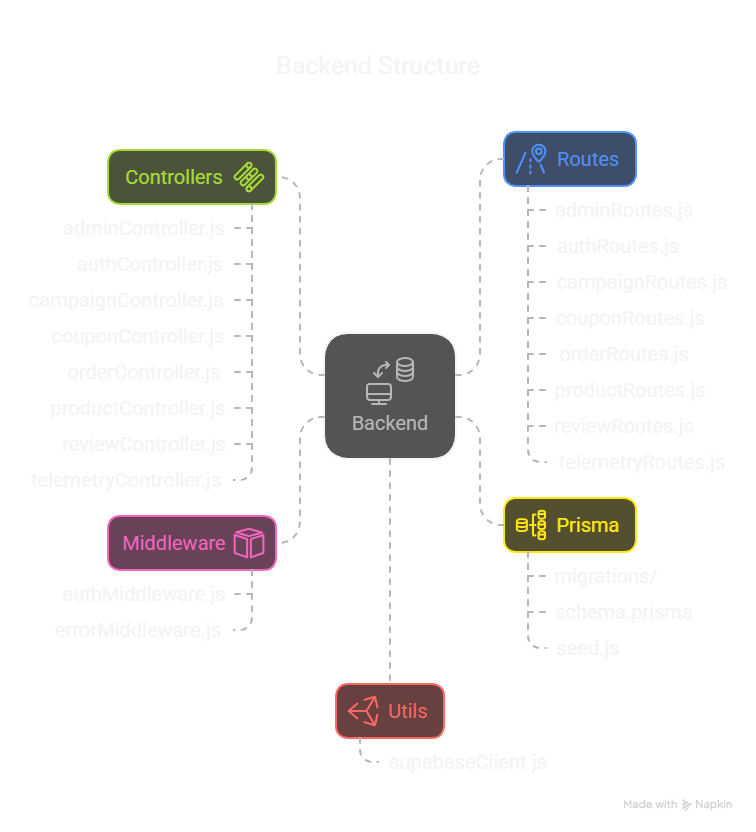 Backend Structure
Controllers
adminController.js
authController.js
campaignController.js
couponController.js
orderController.js
productController.js
reviewController.js
telemetryController.js
Routes
adminRoutes.js
authRoutes.js
campaignRoutes.js
couponRoutes.js
orderRoutes.js
productRoutes.js
reviewRoutes.js
telemetryRoutes.js
Backend
Middleware
authMiddleware.js
errorMiddleware.js
Prisma
migrations/
schema.prisma
seed.js
Utils
supabaseClient.js
Made with Napkin